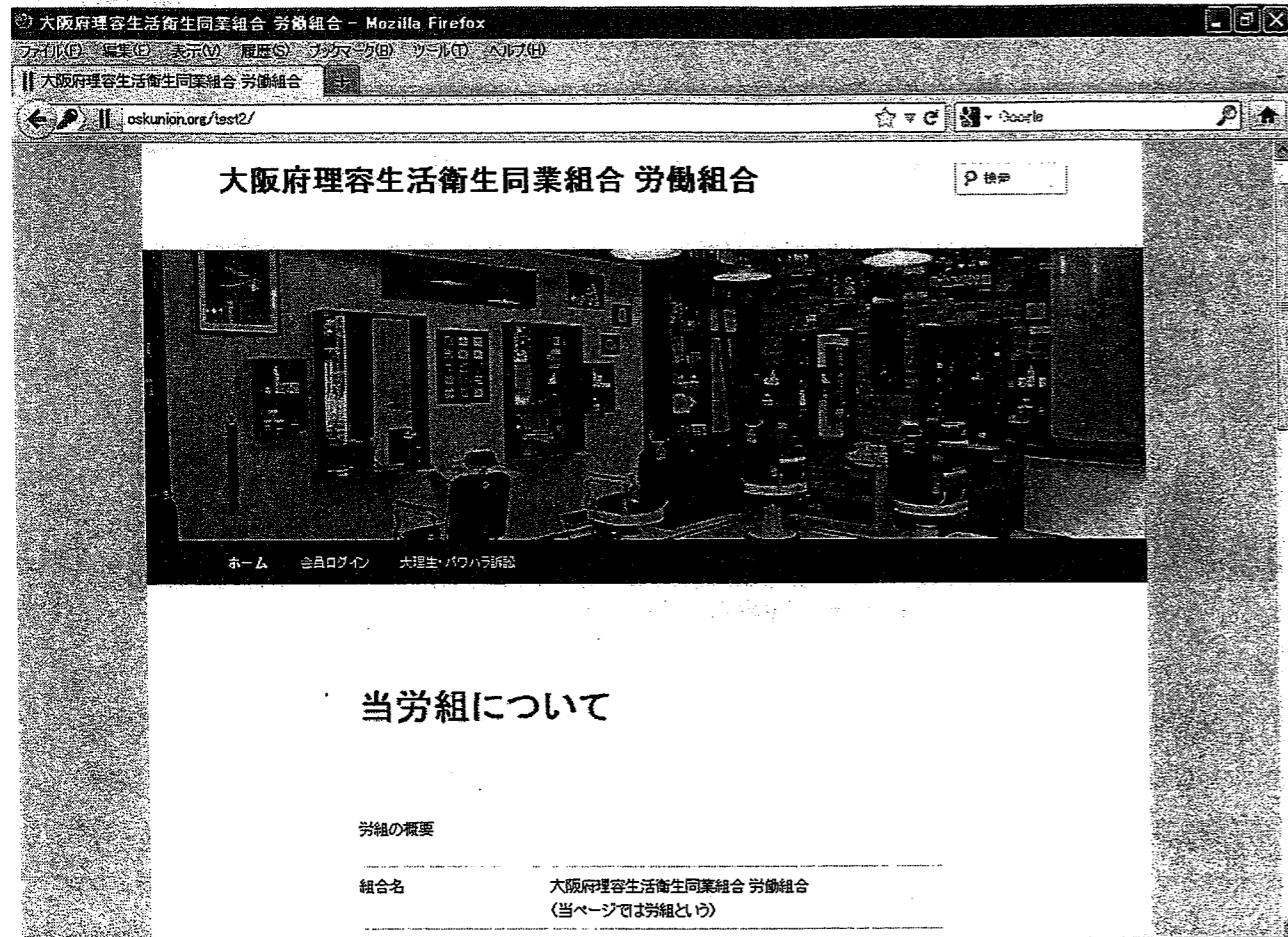 大阪府理容生活衛生同業組合 労働組合 - Mozilla Firefox
ファイル(F) 編集(E) 表示(V) 履歴(S) ブックマーク(B) ツール(T) ヘルプ(H)
大阪府理容生活衛生同業組合 労働組合
oskunion.org/test2/
Google
大阪府理容生活衛生同業組合 労働組合
検索
ホーム 会員ログイン 大理生・パワハラ訴訟
当労組について
労組の概要
組合名 大阪府理容生活衛生同業組合 労働組合
(当ページでは労組という)